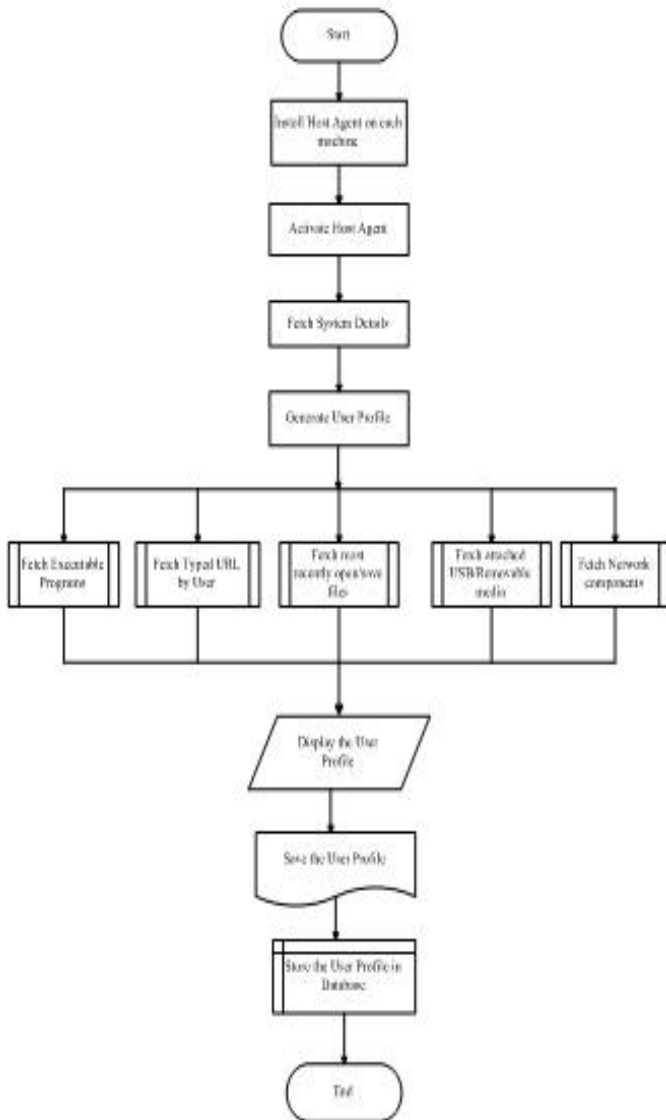 Start
Install Host Agent on each
machine
Activate Host Agent
Fetch System Details
Generate User Profile
Fetch Executable
Programs
Fetch Typed URL
by User
Fetch most
recently open/save
files
Fetch attached
USB/Removable
media
Fetch Network
components
Display the User
Profile
Save the User Profile
Store the User Profile in
Database
End